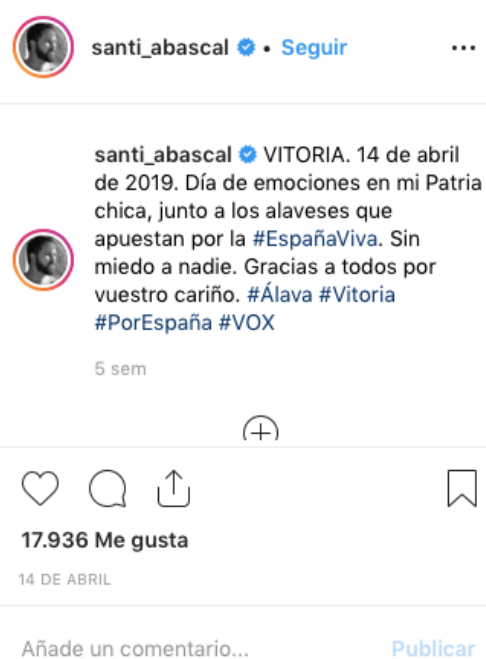 santi_abascal • Seguir
santi_abascal VITORIA. 14 de abril
de 2019. Día de emociones en mi Patria
chica, junto a los alaveses que
apuestan por la #EspañaViva. Sin
miedo a nadie. Gracias a todos por
vuestro cariño. #Álava #Vitoria
#PorEspaña #VOX
5 sem
17.936 Me gusta
14 DE ABRIL
Añade un comentario... Publicar